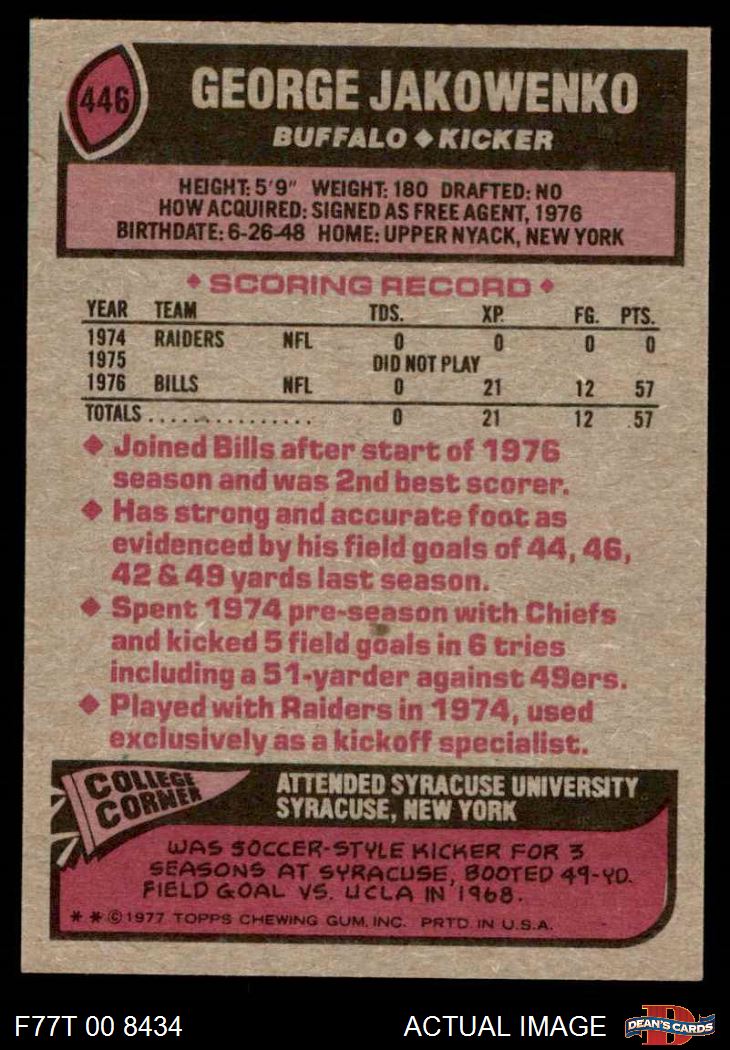 446
GEORGE JAKOWENKO
BUFFALO ◆ KICKER
HEIGHT: 5'9" WEIGHT: 180 DRAFTED: NO
HOW ACQUIRED: SIGNED AS FREE AGENT, 1976
BIRTHDATE: 6-26-48 HOME: UPPER NYACK, NEW YORK
◆ SCORING RECORD ◆
YEAR TEAM TDS. XP. FG. PTS.
1974 RAIDERS NFL 0 0 0 0
1975 DID NOT PLAY
1976 BILLS NFL 0 21 12 57
TOTALS . . . . . . . . . . . . . . . 0 21 12 57
◆ Joined Bills after start of 1976
season and was 2nd best scorer.
◆ Has strong and accurate foot as
evidenced by his field goals of 44, 46,
42 & 49 yards last season.
◆ Spent 1974 pre-season with Chiefs
and kicked 5 field goals in 6 tries
including a 51-yarder against 49ers.
◆ Played with Raiders in 1974, used
exclusively as a kickoff specialist.
COLLEGE
CORNER
ATTENDED SYRACUSE UNIVERSITY
SYRACUSE, NEW YORK
WAS SOCCER-STYLE KICKER FOR 3
SEASONS AT SYRACUSE, BOOTED 49-YD.
FIELD GOAL VS. UCLA IN 1968.
* * © 1977 TOPPS CHEWING GUM, INC. PRTD. IN U.S.A.
F77T 00 8434 ACTUAL IMAGE
D
DEAN'S CARDS